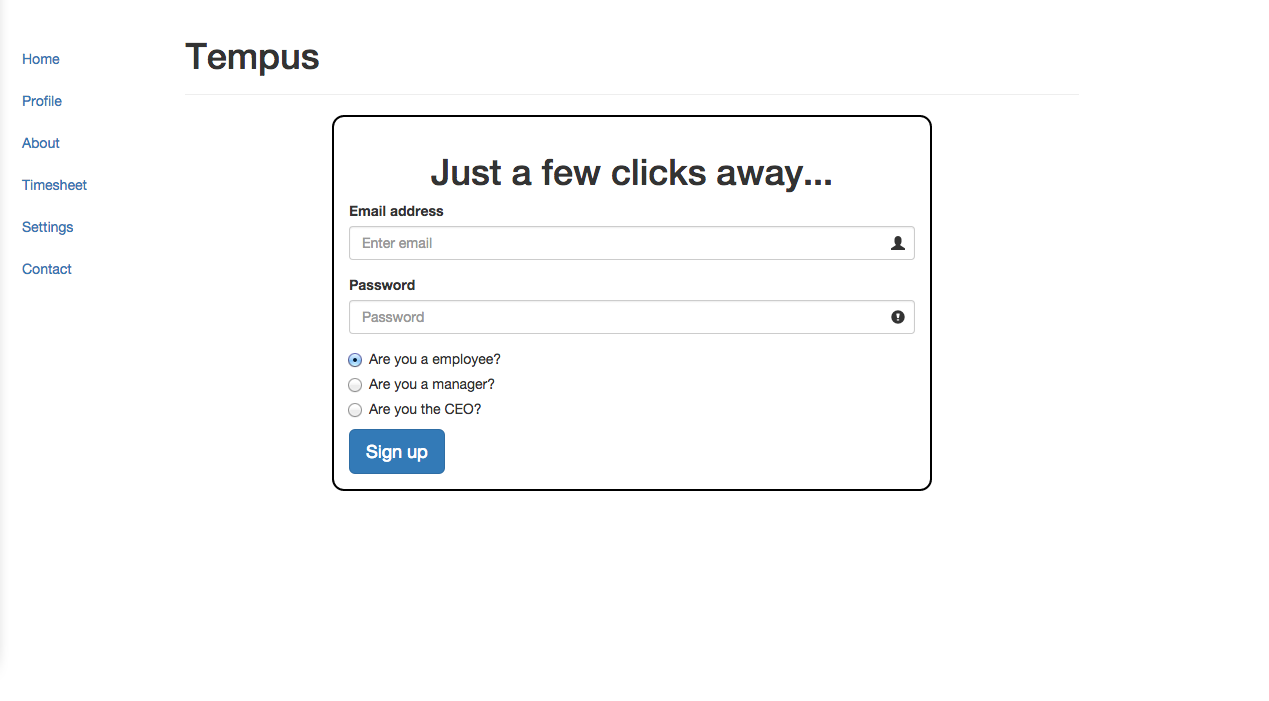 Home
Profile
About
Timesheet
Settings
Contact
Tempus
Just a few clicks away...
Email address
Enter email
Password
Password
Are you a employee?
Are you a manager?
Are you the CEO?
Sign up